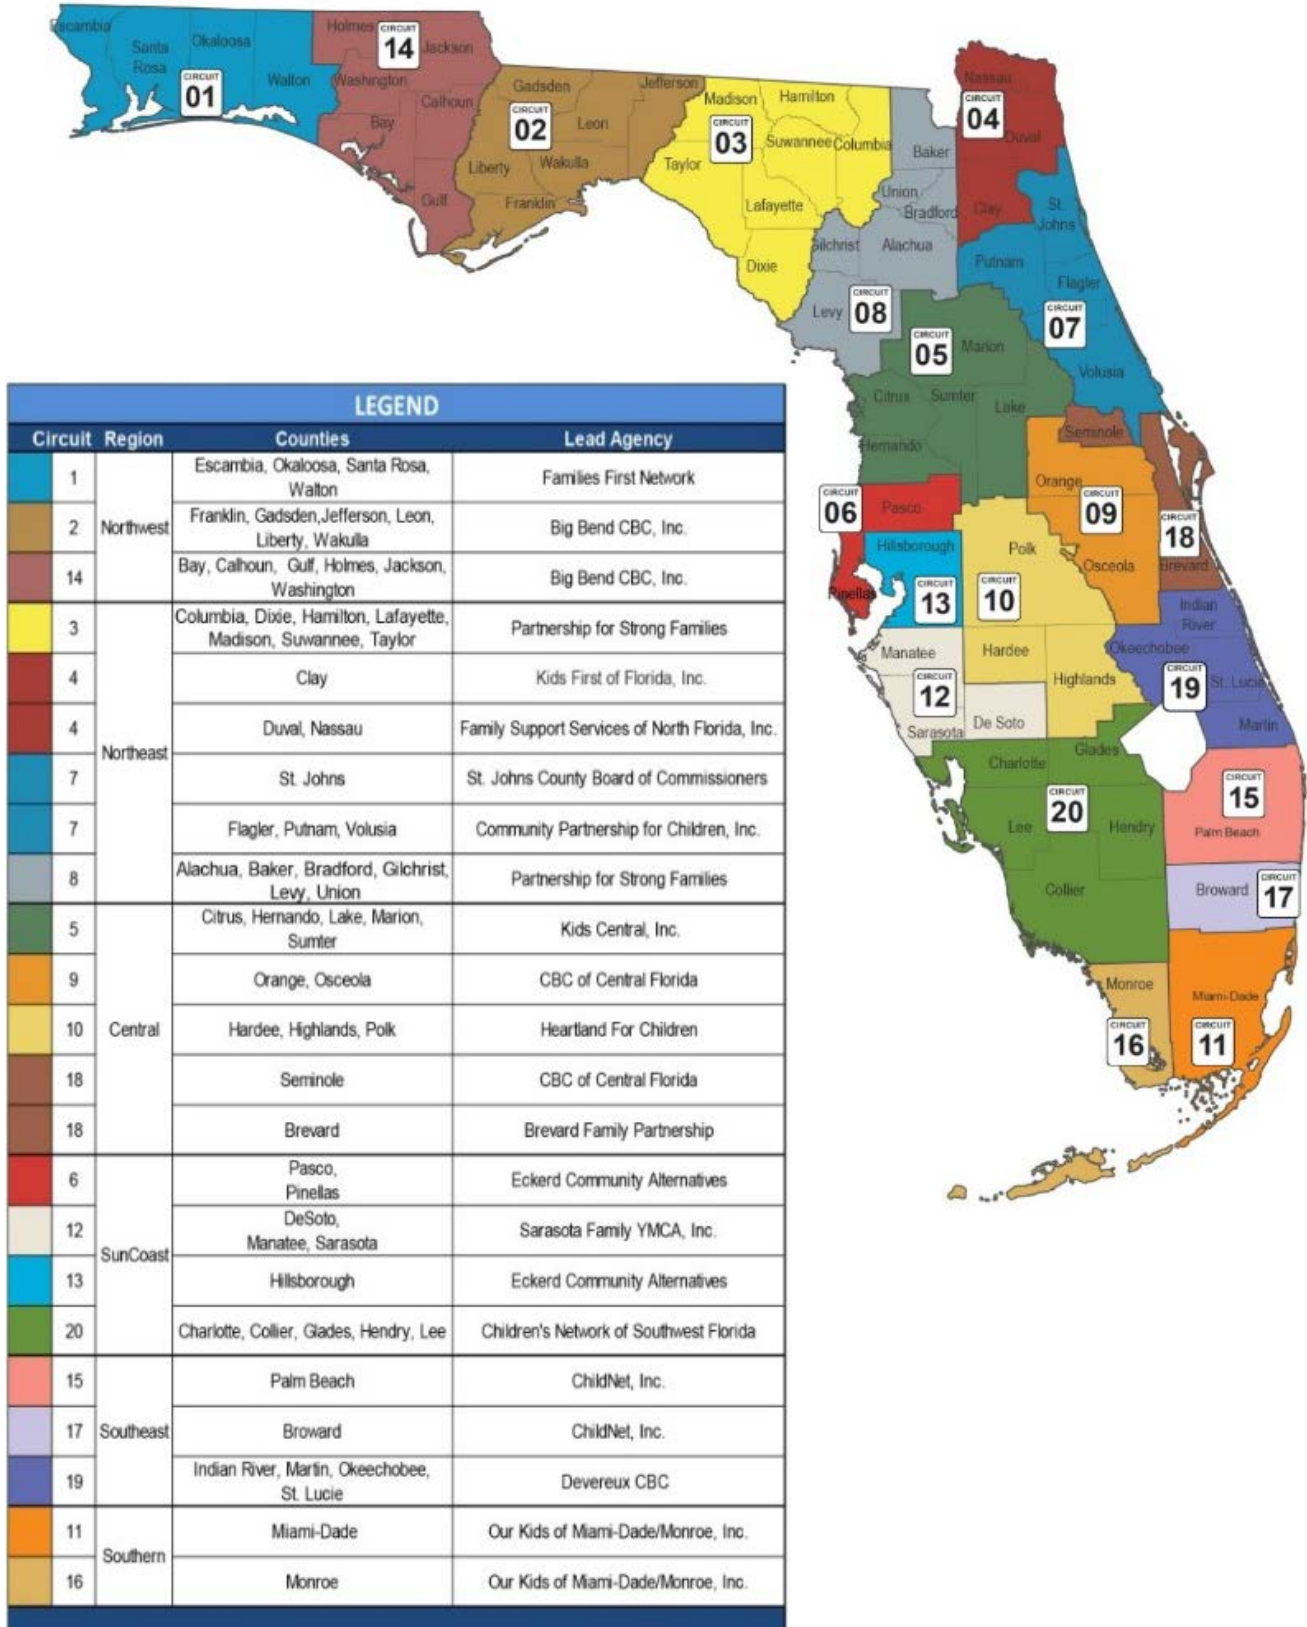 Escambia
Santa
Rosa
Okaloosa
Walton
CIRCUIT
01
Holmes
CIRCUIT
14
Jackson
Washington
Calhoun
Bay
Gulf
Gadsden
Jefferson
CIRCUIT
02
Leon
Liberty
Wakulla
Franklin
Madison
Hamilton
CIRCUIT
03
Suwannee
Columbia
Taylor
Lafayette
Dixie
Nassau
CIRCUIT
04
Duval
Clay
Baker
Union
Bradford
Gilchrist
Alachua
Levy
CIRCUIT
08
St.
Johns
Putnam
Flagler
CIRCUIT
07
Volusia
CIRCUIT
05
Marion
Citrus
Sumter
Lake
Hernando
Seminole
Orange
CIRCUIT
09
Osceola
CIRCUIT
18
Brevard
CIRCUIT
06
Pasco
Pinellas
Hillsborough
CIRCUIT
13
Polk
CIRCUIT
10
Hardee
Highlands
Manatee
CIRCUIT
12
De Soto
Sarasota
Indian
River
Okeechobee
CIRCUIT
19
St. Lucie
Martin
Charlotte
Glades
CIRCUIT
20
Lee
Hendry
Collier
CIRCUIT
15
Palm Beach
Broward
CIRCUIT
17
Monroe
CIRCUIT
16
Miami-Dade
CIRCUIT
11
LEGEND
Circuit Region Counties Lead Agency
1 Escambia, Okaloosa, Santa Rosa,
Walton Families First Network
Northwest
2 Franklin, Gadsden,Jefferson, Leon,
Liberty, Wakulla Big Bend CBC, Inc.
14 Bay, Calhoun, Gulf, Holmes, Jackson,
Washington Big Bend CBC, Inc.
3 Columbia, Dixie, Hamilton, Lafayette,
Madison, Suwannee, Taylor Partnership for Strong Families
4 Clay Kids First of Florida, Inc.
4 Duval, Nassau Family Support Services of North Florida, Inc.
Northeast
7 St. Johns St. Johns County Board of Commissioners
7 Flagler, Putnam, Volusia Community Partnership for Children, Inc.
8 Alachua, Baker, Bradford, Gilchrist,
Levy, Union Partnership for Strong Families
5 Citrus, Hernando, Lake, Marion,
Sumter Kids Central, Inc.
9 Orange, Osceola CBC of Central Florida
10 Central Hardee, Highlands, Polk Heartland For Children
18 Seminole CBC of Central Florida
18 Brevard Brevard Family Partnership
6 Pasco,
Pinellas Eckerd Community Alternatives
12 DeSoto,
Manatee, Sarasota Sarasota Family YMCA, Inc.
SunCoast
13 Hillsborough Eckerd Community Alternatives
20 Charlotte, Collier, Glades, Hendry, Lee Children's Network of Southwest Florida
15 Palm Beach ChildNet, Inc.
17 Southeast Broward ChildNet, Inc.
19 Indian River, Martin, Okeechobee,
St. Lucie Devereux CBC
11 Miami-Dade Our Kids of Miami-Dade/Monroe, Inc.
Southern
16 Monroe Our Kids of Miami-Dade/Monroe, Inc.